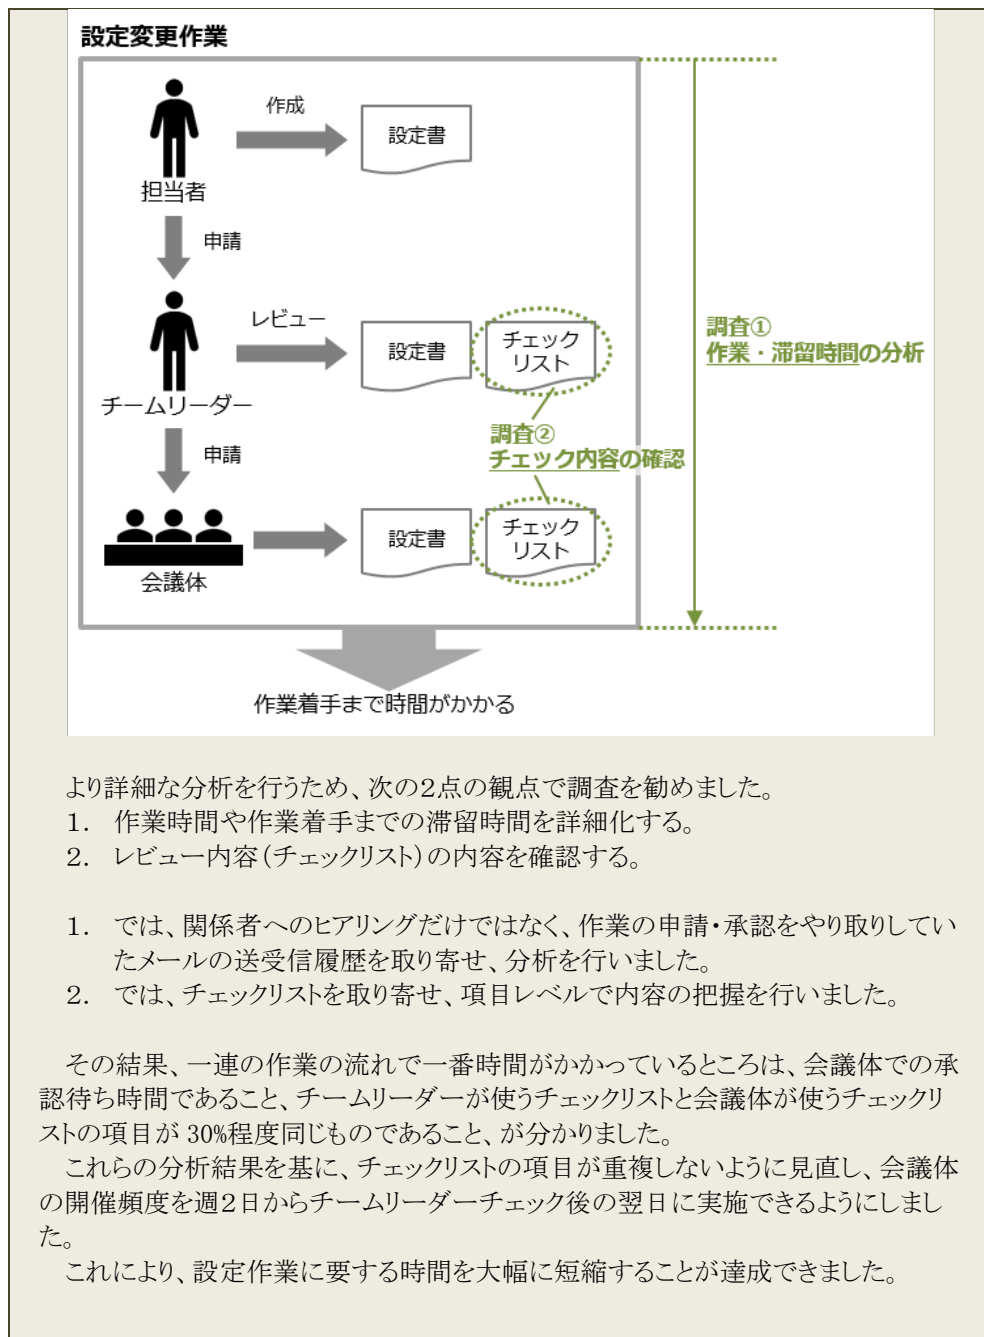 設定変更作業
作成
設定書
担当者
申請
レビュー
設定書
チェック
リスト
チームリーダー
調査①
作業・滞留時間の分析
調査②
チェック内容の確認
申請
設定書
チェック
リスト
会議体
作業着手まで時間がかかる
より詳細な分析を行うため、次の2点の観点で調査を勧めました。
1. 作業時間や作業着手までの滞留時間を詳細化する。
2. レビュー内容(チェックリスト)の内容を確認する。
1. では、関係者へのヒアリングだけではなく、作業の申請・承認をやり取りしてい
たメールの送受信履歴を取り寄せ、分析を行いました。
2. では、チェックリストを取り寄せ、項目レベルで内容の把握を行いました。
その結果、一連の作業の流れで一番時間がかかっているところは、会議体での承
認待ち時間であること、チームリーダーが使うチェックリストと会議体が使うチェックリ
ストの項目が 30%程度同じものであること、が分かりました。
これらの分析結果を基に、チェックリストの項目が重複しないように見直し、会議体
の開催頻度を週2日からチームリーダーチェック後の翌日に実施できるようにしまし
た。
これにより、設定作業に要する時間を大幅に短縮することが達成できました。